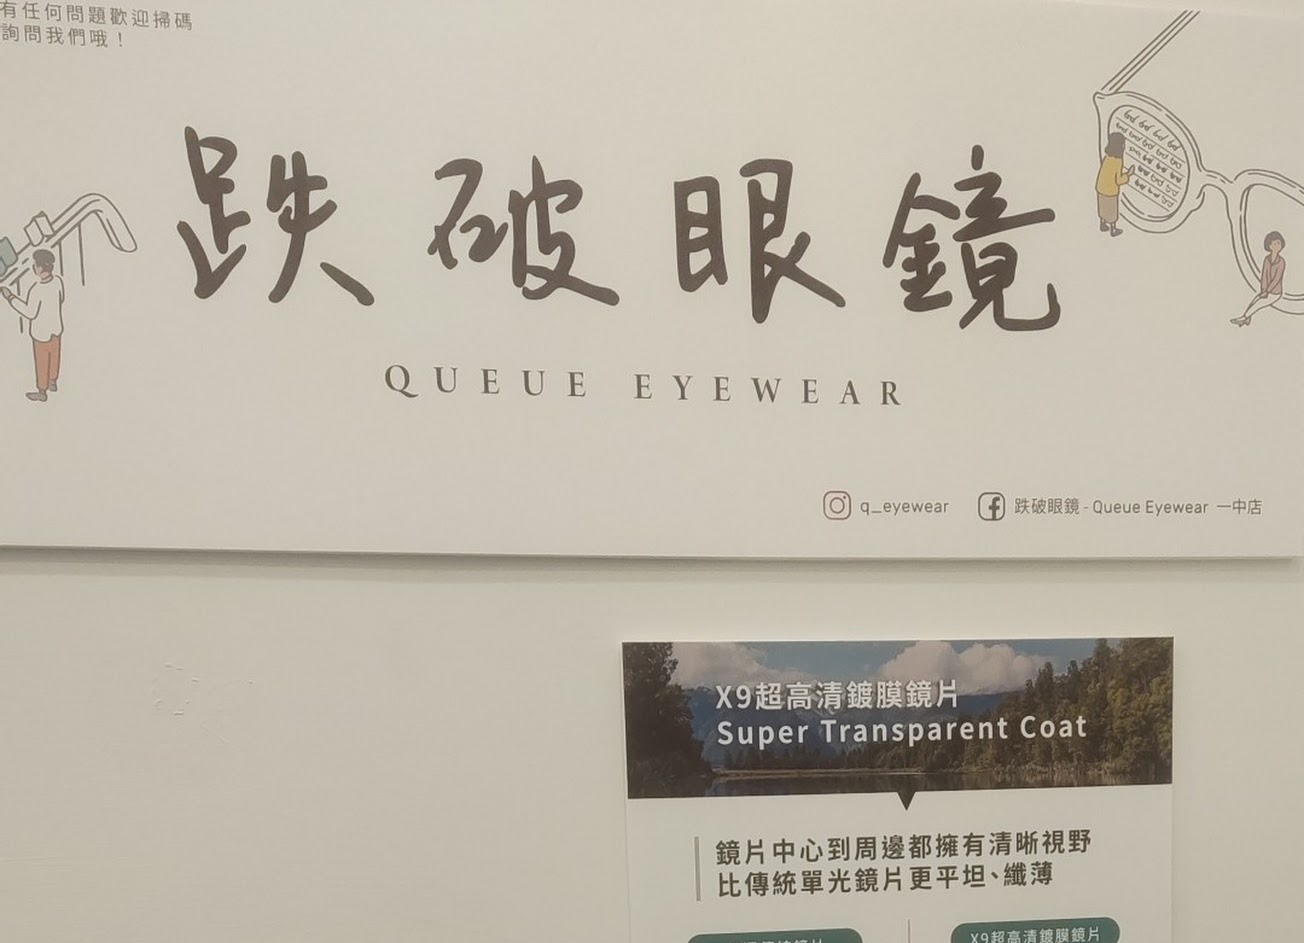 有任何問題歡迎掃碼
詢問我們哦！
跌破眼鏡
QUEUE EYEWEAR
q_eyewear
跌破眼鏡 - Queue Eyewear 一中店
X9超高清鍍膜鏡片
Super Transparent Coat
鏡片中心到周邊都擁有清晰視野
比傳統單光鏡片更平坦、纖薄
X9超高清鍍膜鏡片